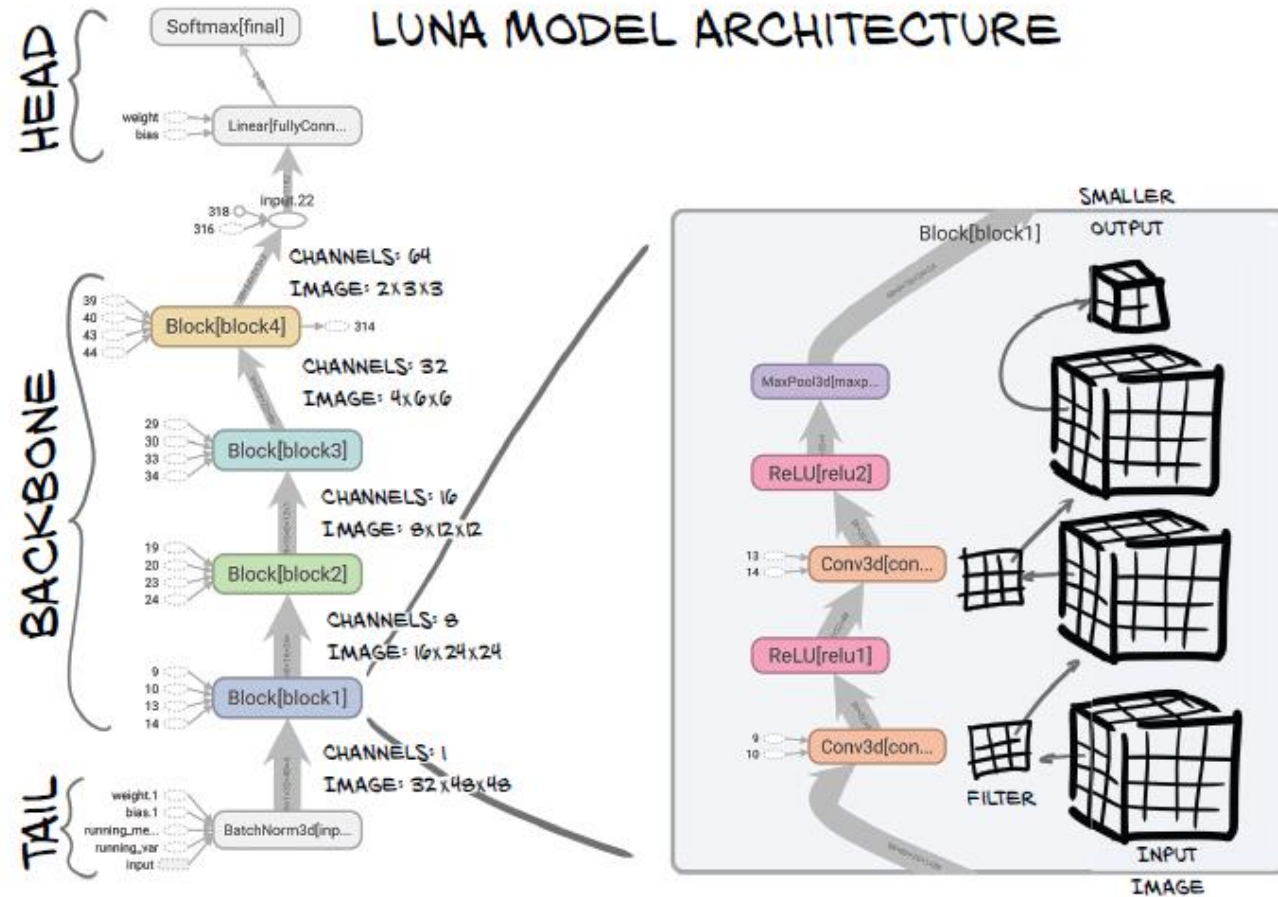 LUNA MODEL ARCHITECTURE
HEAD
Softmax[final]
weight
bias
Linear[fullyConn...
input.22
318
316
CHANNELS: 64
IMAGE: 2x3x3
BACKBONE
39
40
43
44
Block[block4]
314
CHANNELS: 32
IMAGE: 4x6x6
29
30
33
34
Block[block3]
CHANNELS: 16
IMAGE: 8x12x12
19
20
23
24
Block[block2]
CHANNELS: 8
IMAGE: 16x24x24
9
10
13
14
Block[block1]
CHANNELS: 1
IMAGE: 32x48x48
TAIL
weight.1
bias.1
running_me...
running_var
input
BatchNorm3d[inp...
SMALLER
OUTPUT
Block[block1]
MaxPool3d[maxp...
ReLU[relu2]
13
14
Conv3d[con...
ReLU[relu1]
9
10
Conv3d[con...
FILTER
INPUT
IMAGE